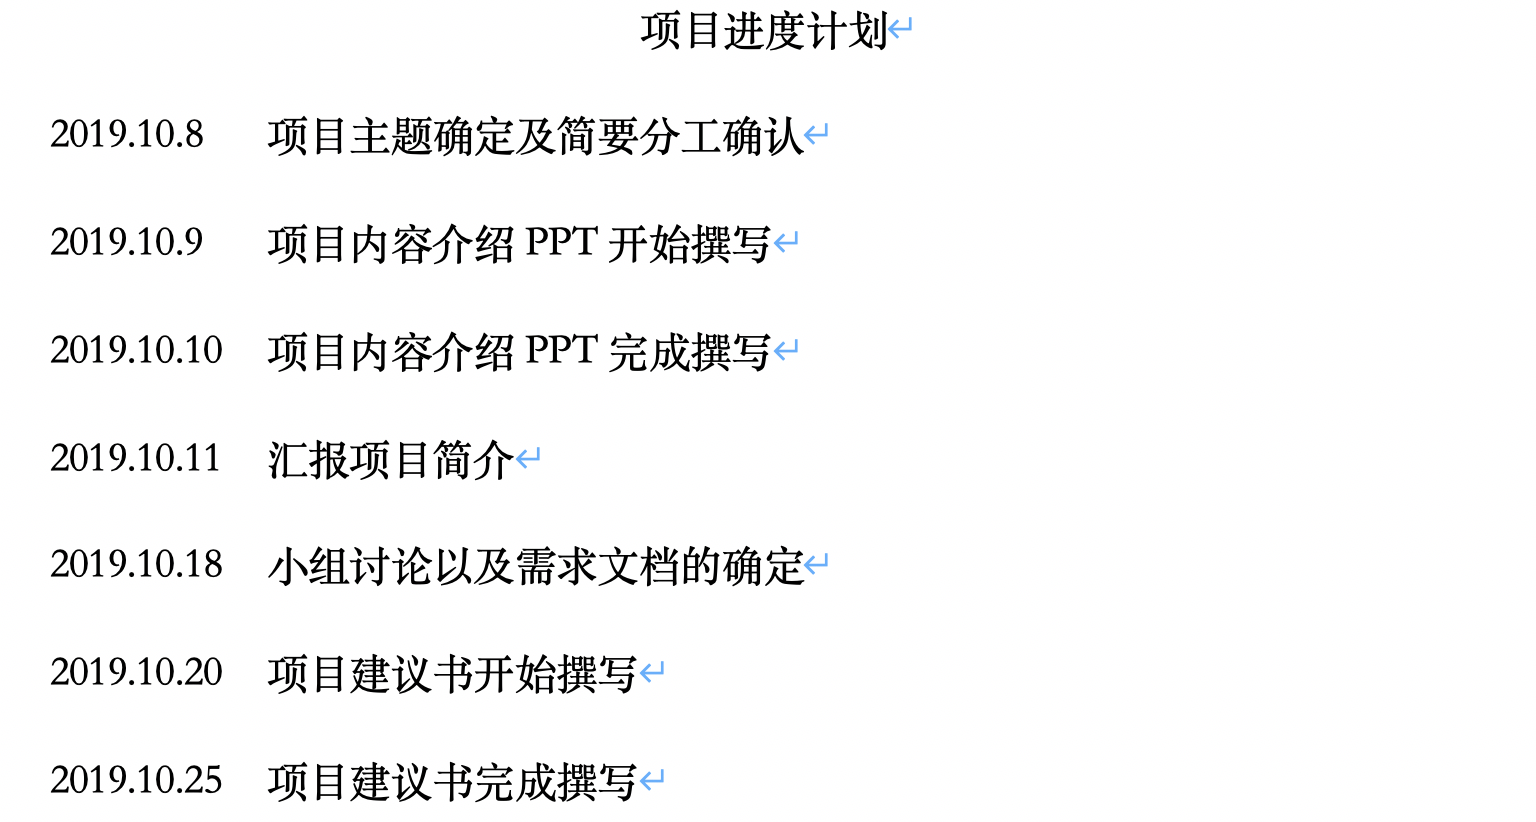 项目进度计划
2019.10.8 项目主题确定及简要分工确认
2019.10.9 项目内容介绍 PPT 开始撰写
2019.10.10 项目内容介绍 PPT 完成撰写
2019.10.11 汇报项目简介
2019.10.18 小组讨论以及需求文档的确定
2019.10.20 项目建议书开始撰写
2019.10.25 项目建议书完成撰写